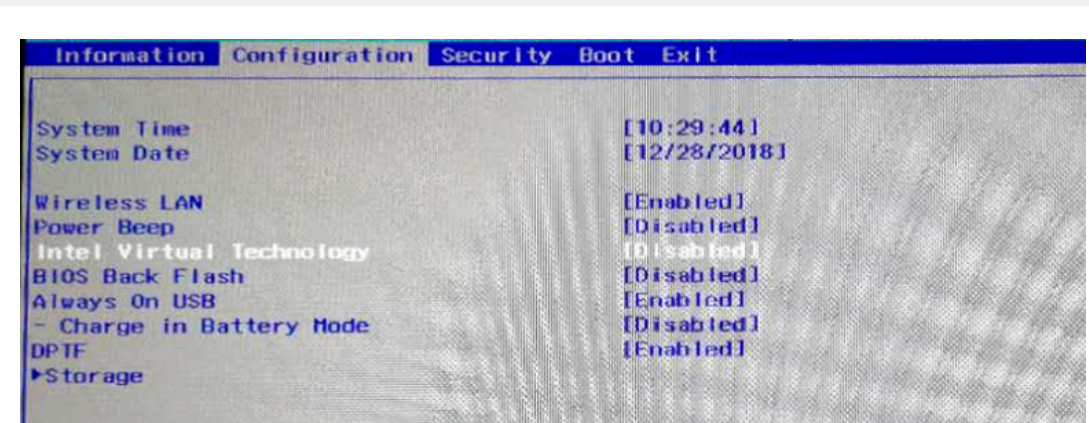 Information Configuration Security Boot Exit
System Time [10:29:44]
System Date [12/28/2018]
Wireless LAN [Enabled]
Power Beep [Disabled]
Intel Virtual Technology [Disabled]
BIOS Back Flash [Disabled]
Always On USB [Enabled]
- Charge in Battery Mode [Disabled]
DPTF [Enabled]
▶Storage